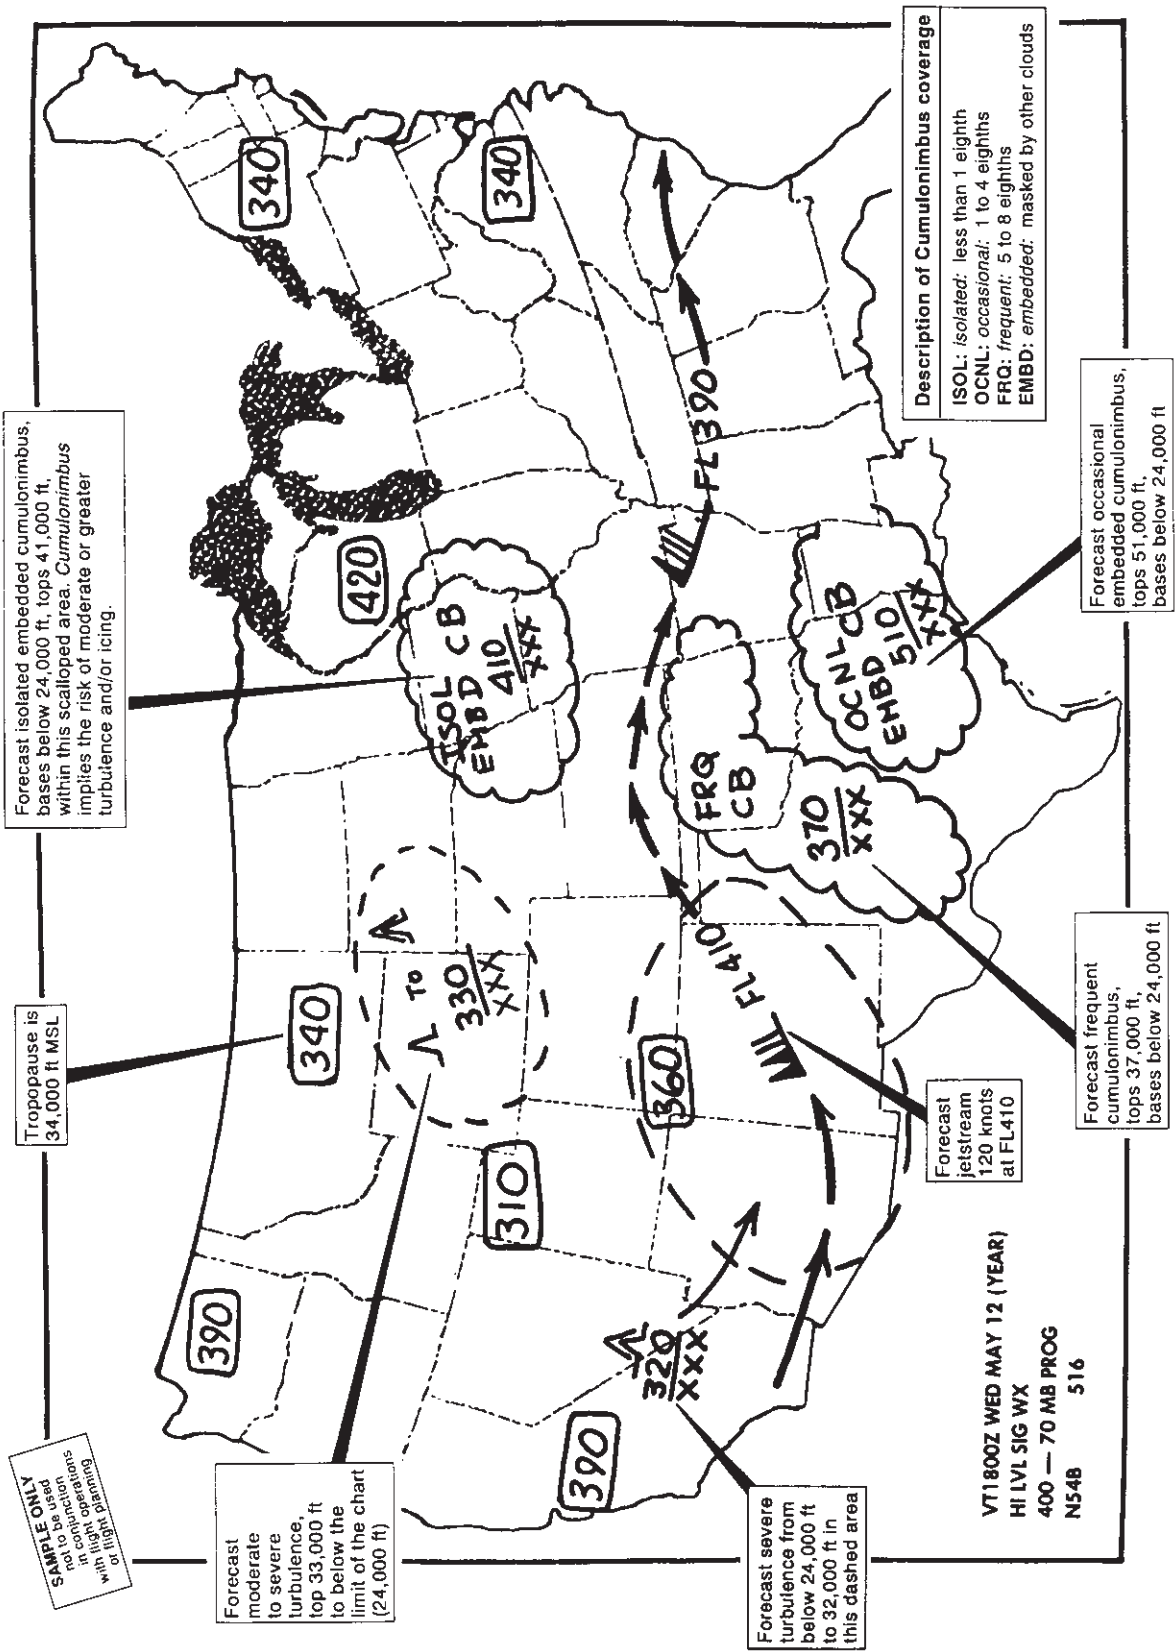 SAMPLE ONLY
not to be used
in conjunction
with flight operations
or flight planning
Tropopause is
34,000 ft MSL
Forecast isolated embedded cumulonimbus,
bases below 24,000 ft, tops 41,000 ft,
within this scalloped area. Cumulonimbus
implies the risk of moderate or greater
turbulence and/or icing.
Forecast
moderate
to severe
turbulence,
top 33,000 ft
to below the
limit of the chart
(24,000 ft)
390
340
420
340
TO
330
XXX
ISOL
EMBD CB
410
XXX
310
390
360
340
320
XXX
FL410
FL390
FRQ
CB
370
XXX
OCNL CB
EMBD
510
XXX
Forecast severe
turbulence from
below 24,000 ft
to 32,000 ft in
this dashed area
Forecast
jetstream
120 knots
at FL410
Description of Cumulonimbus coverage
ISOL: isolated: less than 1 eighth
OCNL: occasional: 1 to 4 eighths
FRQ: frequent: 5 to 8 eighths
EMBD: embedded: masked by other clouds
VT1800Z WED MAY 12 (YEAR)
HI LVL SIG WX
400 — 70 MB PROG
N54B 516
Forecast frequent
cumulonimbus,
tops 37,000 ft,
bases below 24,000 ft
Forecast occasional
embedded cumulonimbus,
tops 51,000 ft,
bases below 24,000 ft